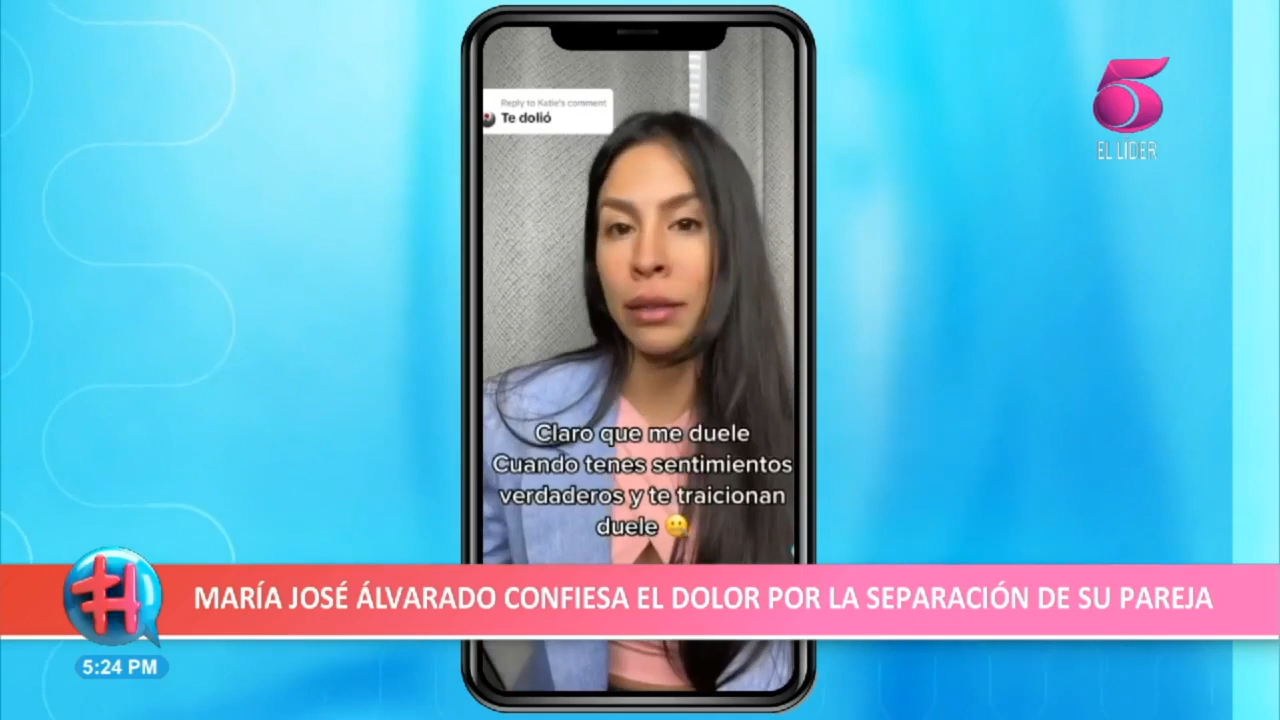 Reply to Katie's comment
Te dolió
5
EL LIDER
Claro que me duele
Cuando tenes sentimientos
verdaderos y te traicionan
duele 🤐
#H
MARÍA JOSÉ ÁLVARADO CONFIESA EL DOLOR POR LA SEPARACIÓN DE SU PAREJA
5:24 PM